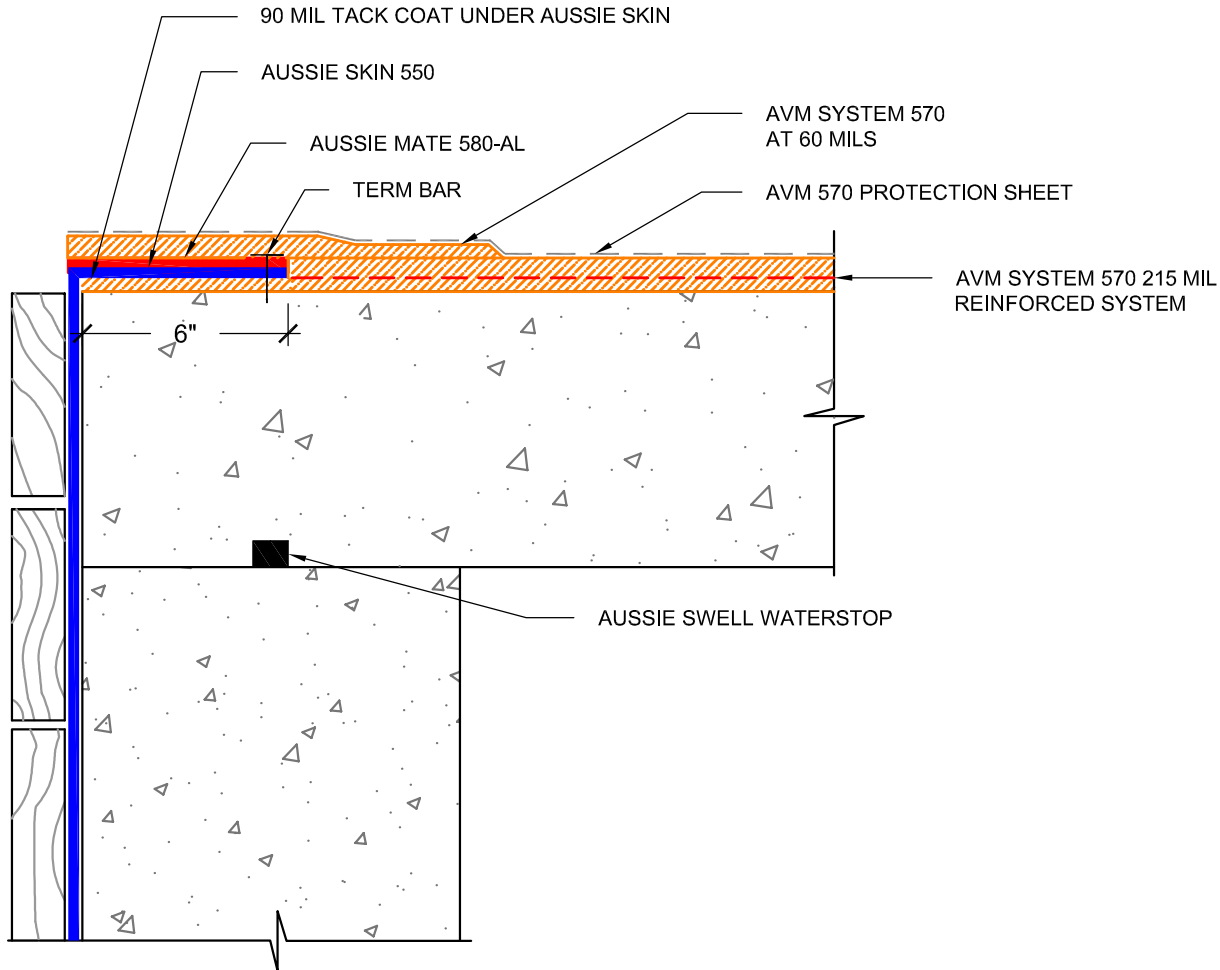 90 MIL TACK COAT UNDER AUSSIE SKIN
AUSSIE SKIN 550
AUSSIE MATE 580-AL
TERM BAR
AVM SYSTEM 570
AT 60 MILS
AVM 570 PROTECTION SHEET
AVM SYSTEM 570 215 MIL
REINFORCED SYSTEM
6"
AUSSIE SWELL WATERSTOP